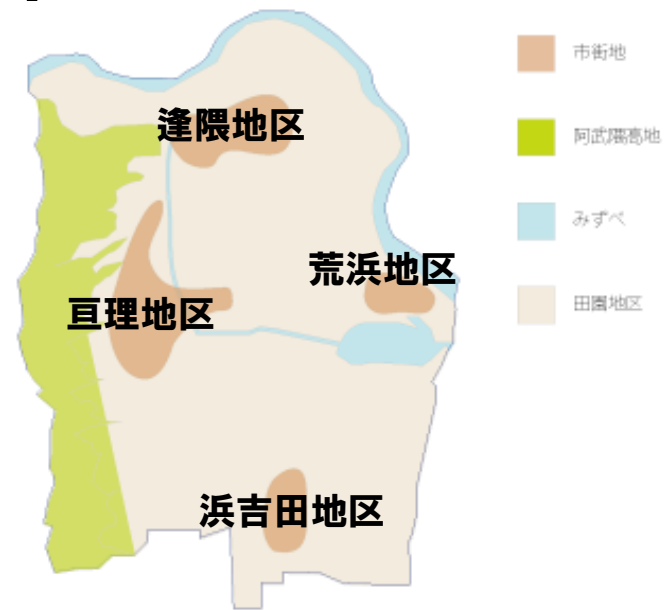 逢隈地区
荒浜地区
亘理地区
浜吉田地区
市街地
阿武隈高地
みずべ
田園地区